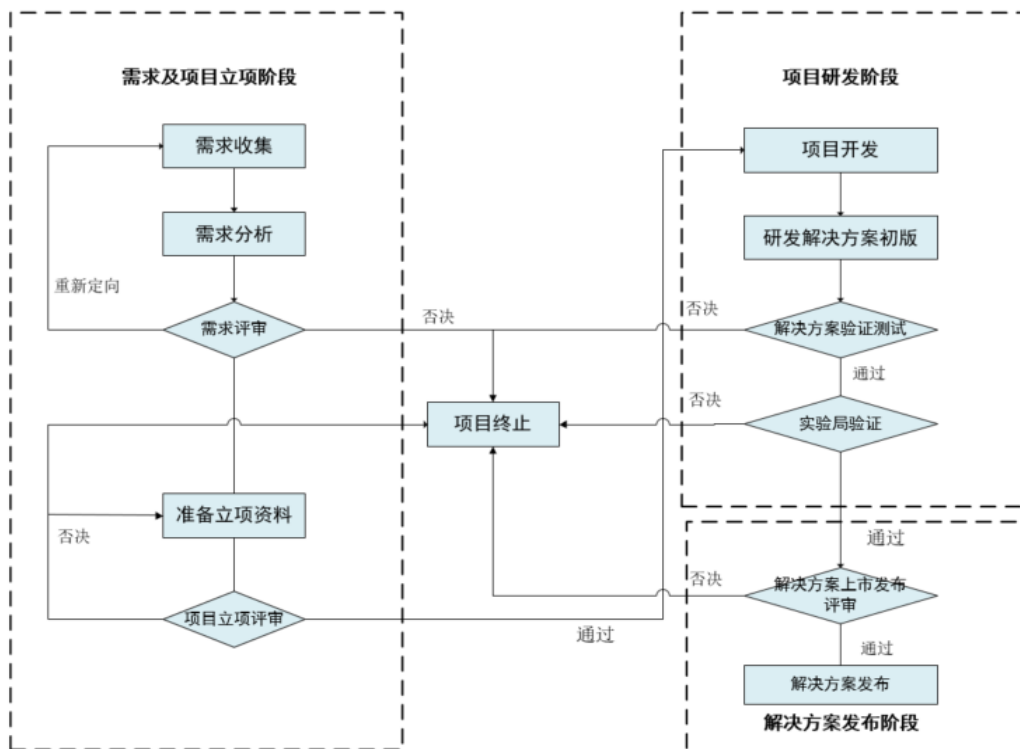 需求及项目立项阶段
需求收集
需求分析
重新定向
需求评审
否决
项目终止
准备立项资料
否决
项目立项评审
通过
项目研发阶段
项目开发
研发解决方案初版
否决
解决方案验证测试
通过
否决
实验局验证
通过
否决
解决方案上市发布
评审
通过
解决方案发布
解决方案发布阶段